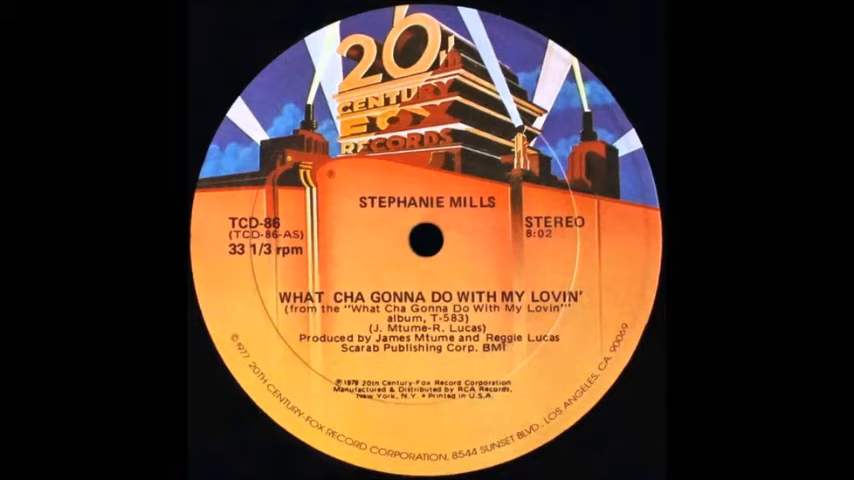 20th
CENTURY
FOX
RECORDS
®
STEPHANIE MILLS
TCD-86
(TCD-86-AS)
33 1/3 rpm
STEREO
8:02
WHAT CHA GONNA DO WITH MY LOVIN'
(from the "What Cha Gonna Do With My Lovin'"
album, T-583)
(J. Mtume-R. Lucas)
Produced by James Mtume and Reggie Lucas
Scarab Publishing Corp. BMI
℗ 1979 20th Century-Fox Record Corporation
Manufactured & Distributed by RCA Records,
New York, N.Y. • Printed in U.S.A.
© 1977 20TH CENTURY-FOX RECORD CORPORATION, 8544 SUNSET BLVD., LOS ANGELES, CA. 90069